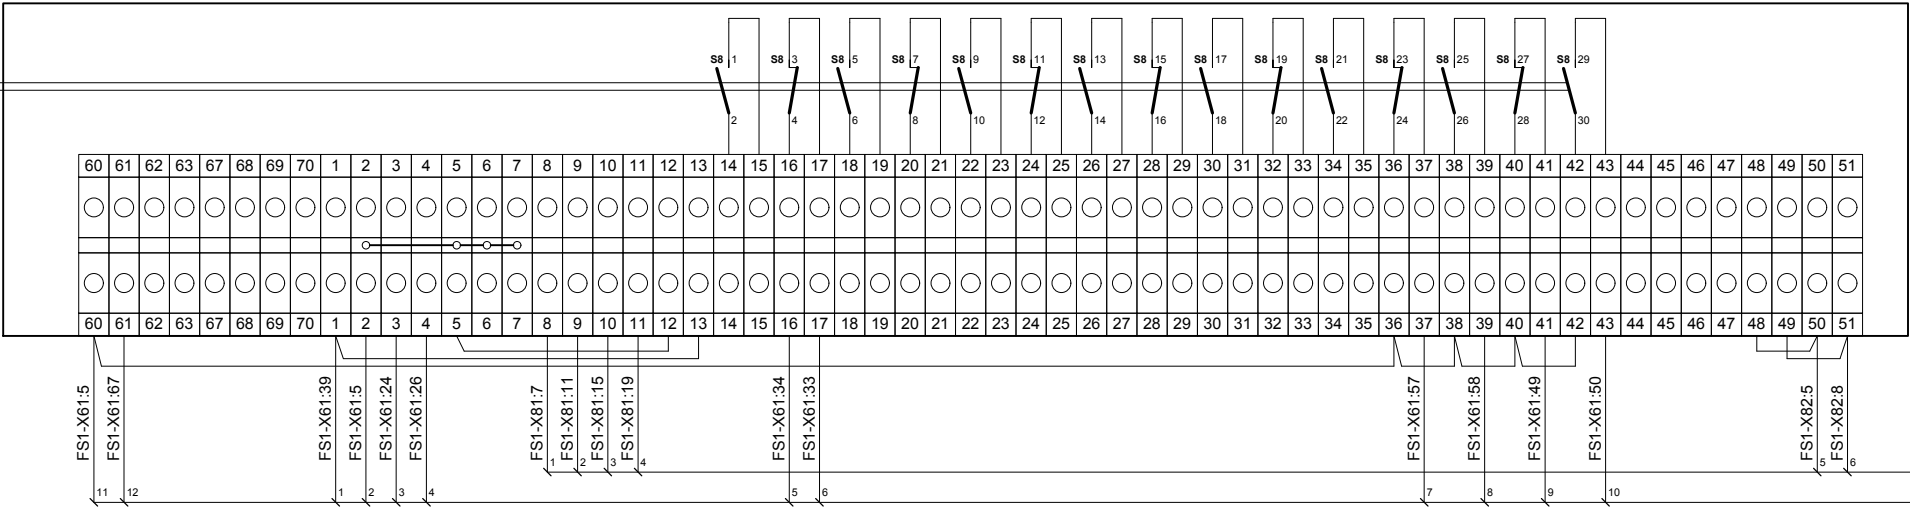 S8 1 S8 3 S8 5 S8 7 S8 9 S8 11 S8 13 S8 15 S8 17 S8 19 S8 21 S8 23 S8 25 S8 27 S8 29
2 4 6 8 10 12 14 16 18 20 22 24 26 28 30
60 61 62 63 67 68 69 70 1 2 3 4 5 6 7 8 9 10 11 12 13 14 15 16 17 18 19 20 21 22 23 24 25 26 27 28 29 30 31 32 33 34 35 36 37 38 39 40 41 42 43 44 45 46 47 48 49 50 51
60 61 62 63 67 68 69 70 1 2 3 4 5 6 7 8 9 10 11 12 13 14 15 16 17 18 19 20 21 22 23 24 25 26 27 28 29 30 31 32 33 34 35 36 37 38 39 40 41 42 43 44 45 46 47 48 49 50 51
FS1-X61:5
FS1-X61:67
FS1-X61:39
FS1-X61:5
FS1-X61:24
FS1-X61:26
FS1-X81:7
FS1-X81:11
FS1-X81:15
FS1-X81:19
FS1-X61:34
FS1-X61:33
FS1-X61:57
FS1-X61:58
FS1-X61:49
FS1-X61:50
FS1-X82:5
FS1-X82:8
1 2 3 4 5 6
11 12 1 2 3 4 5 6 7 8 9 10